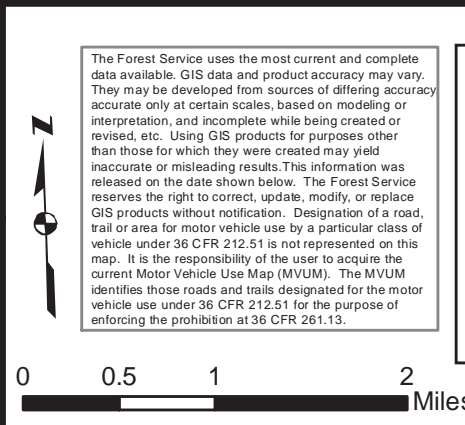 The Forest Service uses the most current and complete
data available. GIS data and product accuracy may vary.
They may be developed from sources of differing accuracy
accurate only at certain scales, based on modeling or
interpretation, and incomplete while being created or
revised, etc. Using GIS products for purposes other
than those for which they were created may yield
inaccurate or misleading results.This information was
released on the date shown below. The Forest Service
reserves the right to correct, update, modify, or replace
GIS products without notification. Designation of a road,
trail or area for motor vehicle use by a particular class of
vehicle under 36 CFR 212.51 is not represented on this
map. It is the responsibility of the user to acquire the
current Motor Vehicle Use Map (MVUM). The MVUM
identifies those roads and trails designated for the motor
vehicle use under 36 CFR 212.51 for the purpose of
enforcing the prohibition at 36 CFR 261.13.
N
0 0.5 1 2
Miles